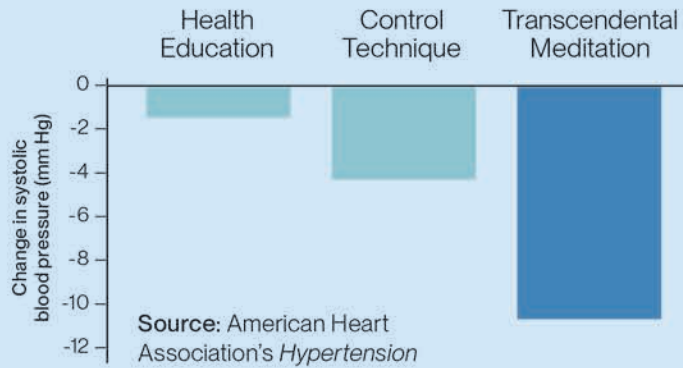 Health
Education
Control
Technique
Transcendental
Meditation
0
-2
-4
-6
-8
-10
-12
Change in systolic
blood pressure (mm Hg)
Source: American Heart
Association's Hypertension